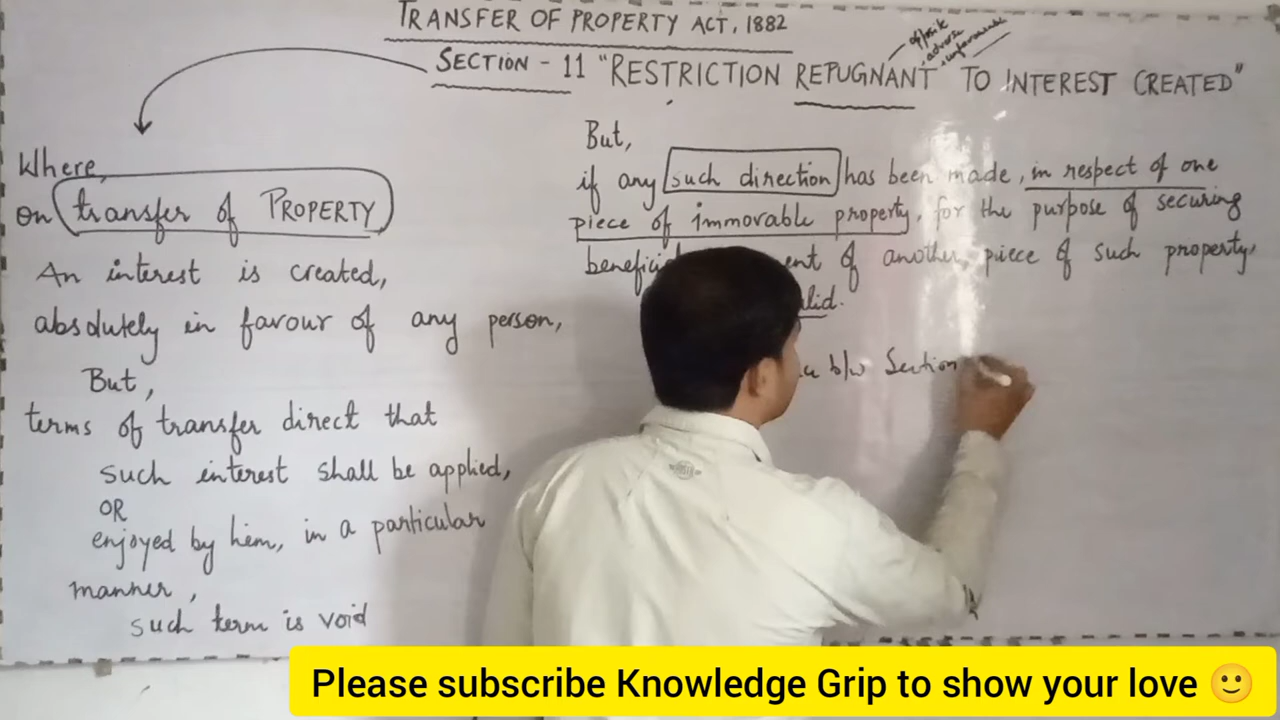 TRANSFER OF PROPERTY ACT, 1882
SECTION - 11 "RESTRICTION REPUGNANT TO INTEREST CREATED"
opposite
adverse
unfavourable
Where,
on transfer of PROPERTY
An interest is created,
absolutely in favour of any person,
But,
terms of transfer direct that
such interest shall be applied,
OR
enjoyed by him, in a particular
manner,
such term is void
But,
if any such direction has been made, in respect of one
piece of immovable property, for the purpose of securing
of another piece of such property,
b/w Section
Please subscribe Knowledge Grip to show your love 🙂